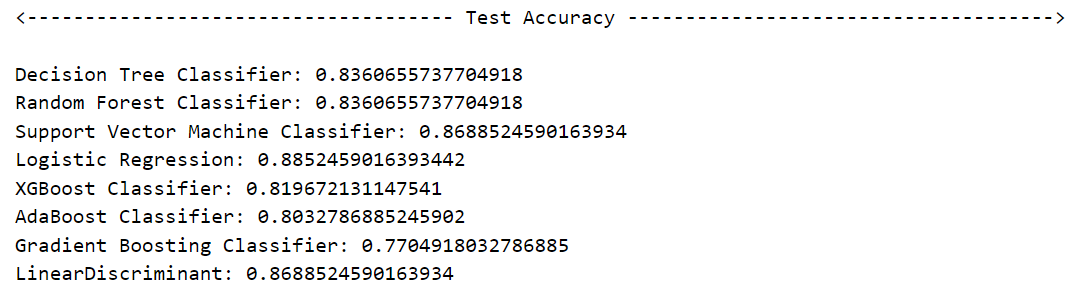 <------------------------------------- Test Accuracy ------------------------------------->
Decision Tree Classifier: 0.8360655737704918
Random Forest Classifier: 0.8360655737704918
Support Vector Machine Classifier: 0.8688524590163934
Logistic Regression: 0.8852459016393442
XGBoost Classifier: 0.819672131147541
AdaBoost Classifier: 0.8032786885245902
Gradient Boosting Classifier: 0.7704918032786885
LinearDiscriminant: 0.8688524590163934